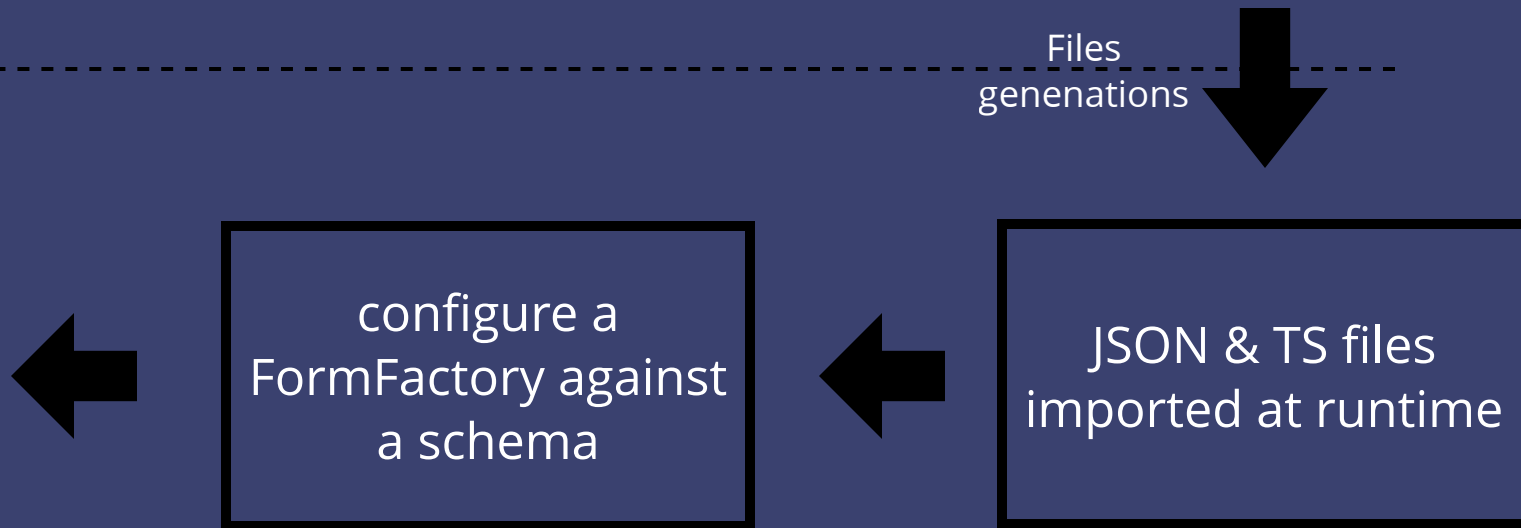 Files
genenations
configure a
FormFactory against
a schema
JSON & TS files
imported at runtime